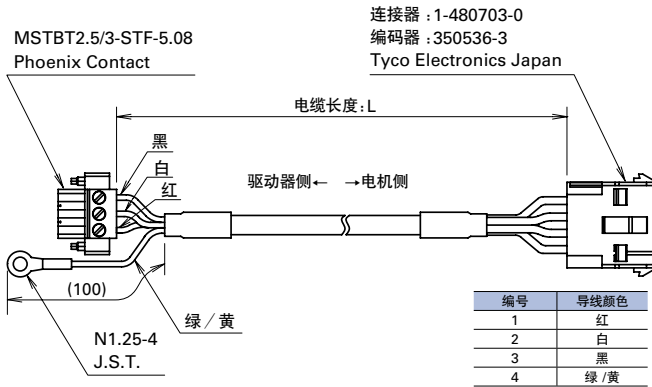 连接器 :1-480703-0
编码器 :350536-3
Tyco Electronics Japan
MSTBT2.5/3-STF-5.08
Phoenix Contact
电缆长度:L
黑
白
红
驱动器侧← →电机侧
(100)
绿 / 黄
N1.25-4
J.S.T.
编号 导线颜色
1 红
2 白
3 黑
4 绿 /黄